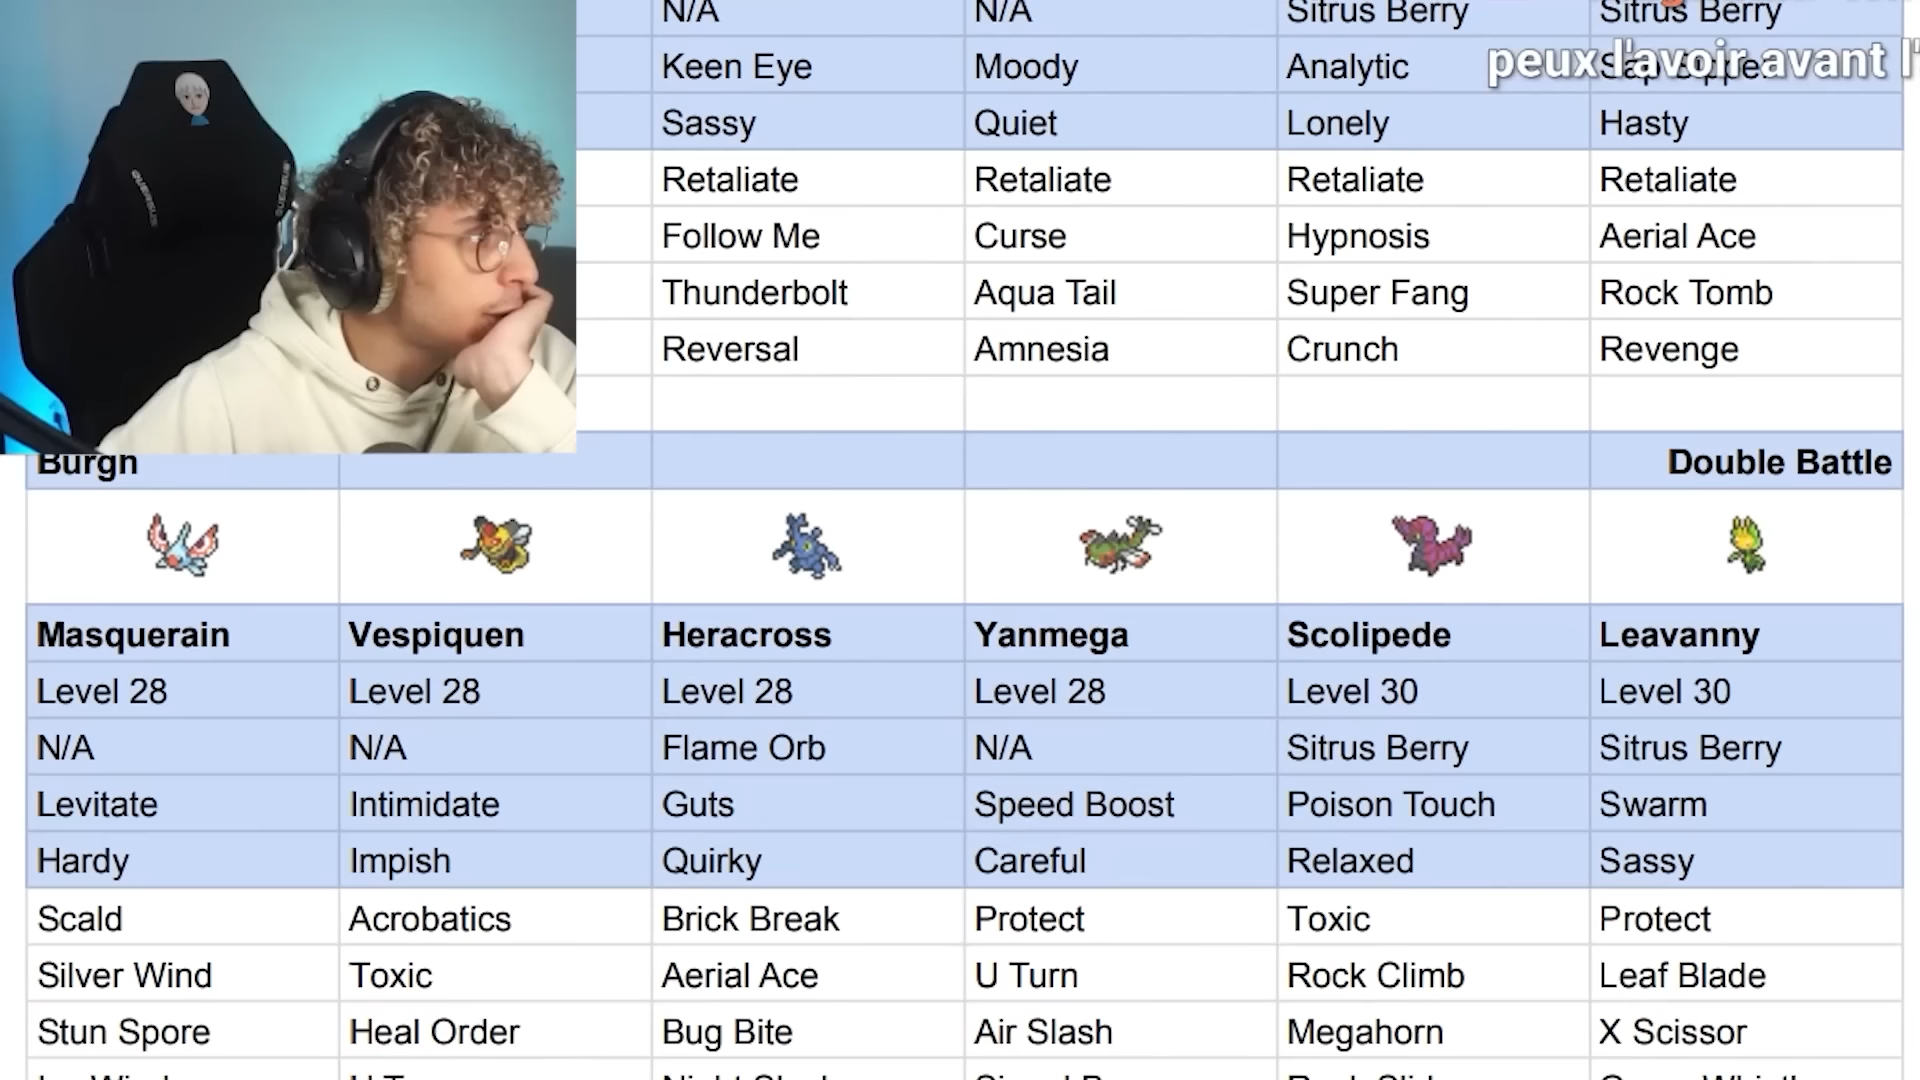 N/A N/A Sitrus Berry Sitrus Berry
peux l'avoir avant l'
Keen Eye Moody Analytic Sap Sipper
Sassy Quiet Lonely Hasty
Retaliate Retaliate Retaliate Retaliate
Follow Me Curse Hypnosis Aerial Ace
Thunderbolt Aqua Tail Super Fang Rock Tomb
Reversal Amnesia Crunch Revenge
Burgh Double Battle
Masquerain Vespiquen Heracross Yanmega Scolipede Leavanny
Level 28 Level 28 Level 28 Level 28 Level 30 Level 30
N/A N/A Flame Orb N/A Sitrus Berry Sitrus Berry
Levitate Intimidate Guts Speed Boost Poison Touch Swarm
Hardy Impish Quirky Careful Relaxed Sassy
Scald Acrobatics Brick Break Protect Toxic Protect
Silver Wind Toxic Aerial Ace U Turn Rock Climb Leaf Blade
Stun Spore Heal Order Bug Bite Air Slash Megahorn X Scissor